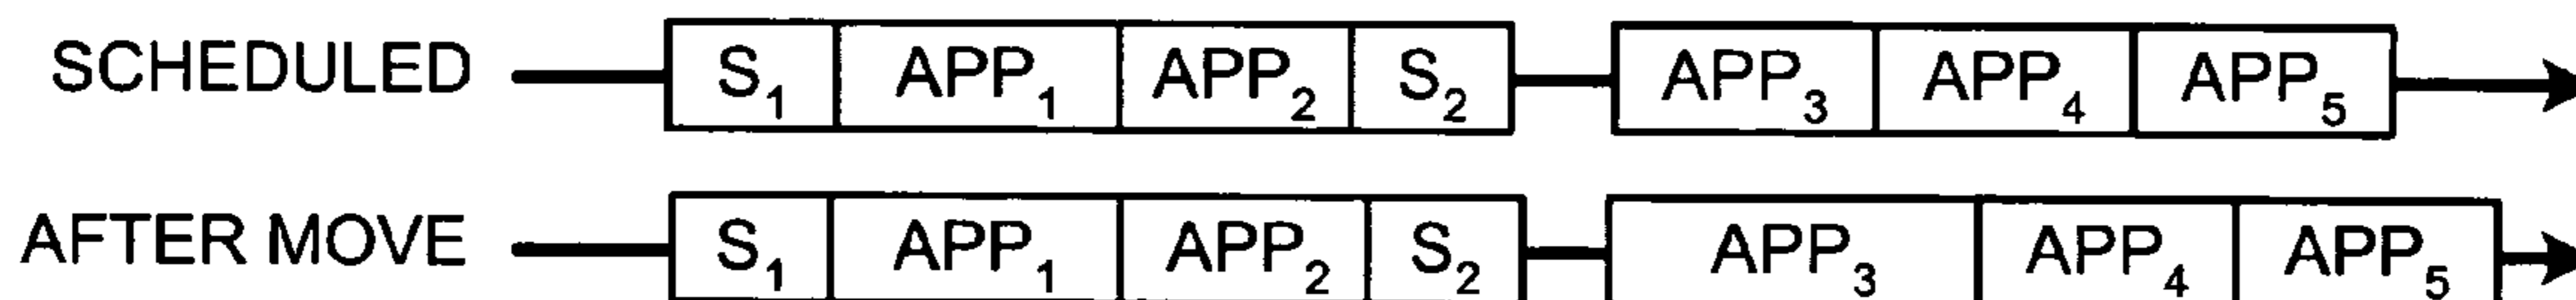 SCHEDULED S₁ APP₁ APP₂ S₂ APP₃ APP₄ APP₅
AFTER MOVE S₁ APP₁ APP₂ S₂ APP₃ APP₄ APP₅